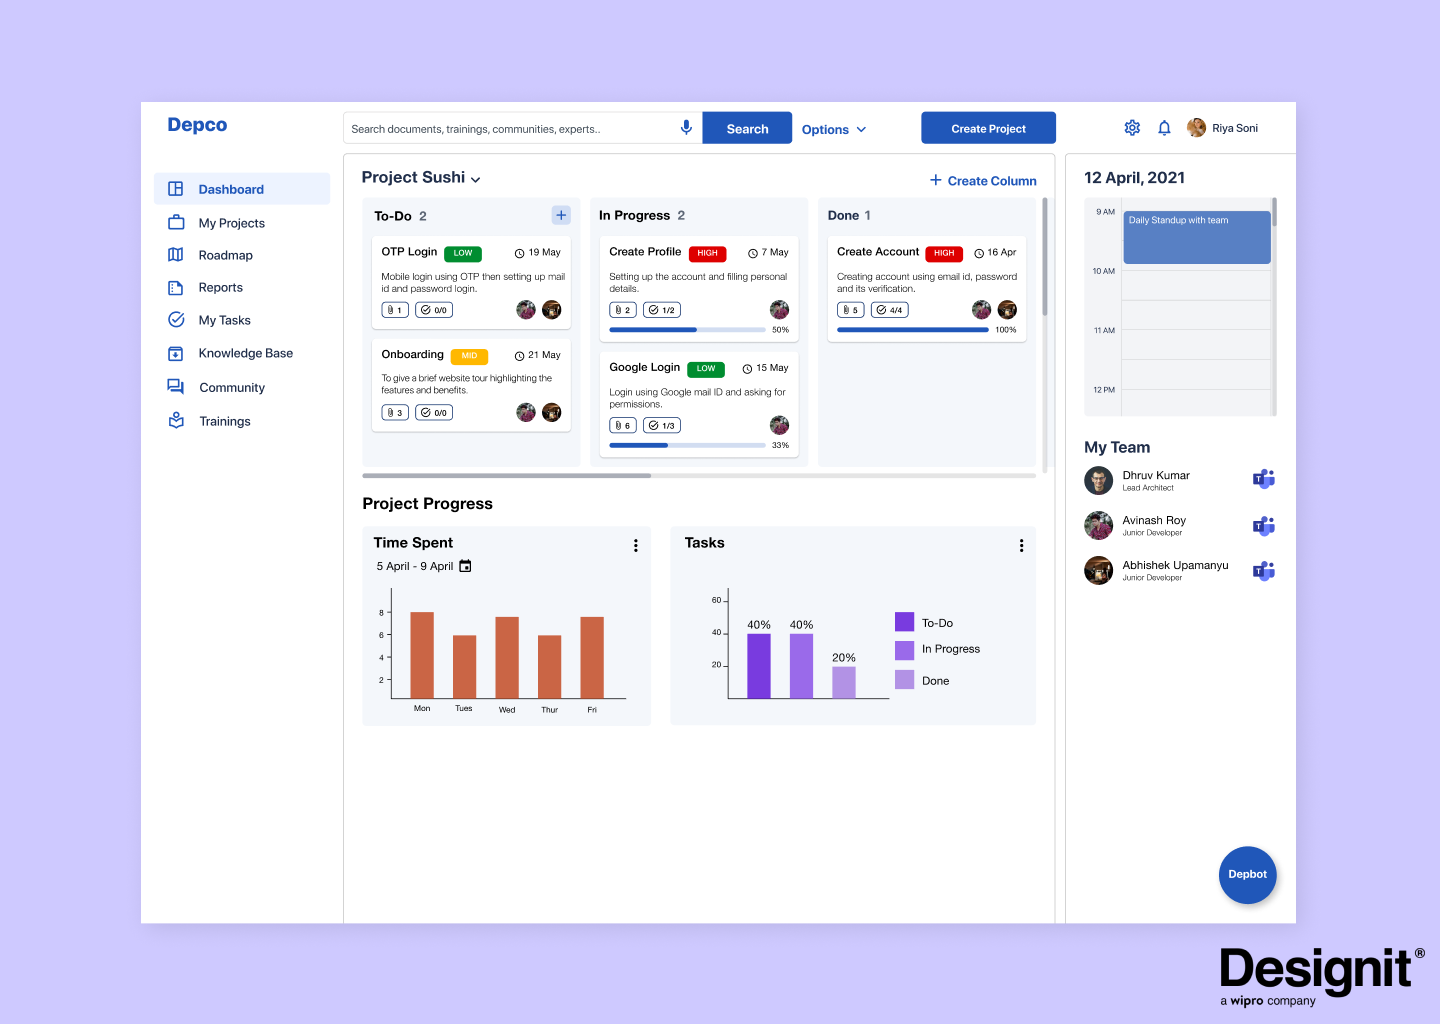 Depco
Search documents, trainings, communities, experts..
Search
Options
Create Project
Riya Soni
Dashboard
My Projects
Roadmap
Reports
My Tasks
Knowledge Base
Community
Trainings
Project Sushi
+ Create Column
To-Do 2
+
OTP Login LOW 19 May
Mobile login using OTP then setting up mail
id and password login.
1 0/0
Onboarding MID 21 May
To give a brief website tour highlighting the
features and benefits.
3 0/0
In Progress 2
Create Profile HIGH 7 May
Setting up the account and filling personal
details.
2 1/2
50%
Google Login LOW 15 May
Login using Google mail ID and asking for
permissions.
6 1/3
33%
Done 1
Create Account HIGH 16 Apr
Creating account using email id, password
and its verification.
5 4/4
100%
Project Progress
Time Spent
5 April - 9 April
8
6
4
2
Mon Tues Wed Thur Fri
Tasks
60
40
20
40% 40% 20%
To-Do
In Progress
Done
12 April, 2021
9 AM
Daily Standup with team
10 AM
11 AM
12 PM
My Team
Dhruv Kumar
Lead Architect
T
Avinash Roy
Junior Developer
T
Abhishek Upamanyu
Junior Developer
T
Depbot
Designit®
a wipro company